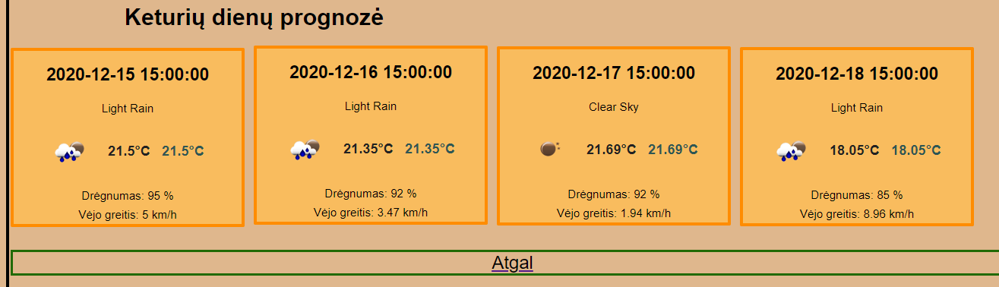 Keturių dienų prognozė
2020-12-15 15:00:00
Light Rain
21.5°C 21.5°C
Drėgnumas: 95 %
Vėjo greitis: 5 km/h
2020-12-16 15:00:00
Light Rain
21.35°C 21.35°C
Drėgnumas: 92 %
Vėjo greitis: 3.47 km/h
2020-12-17 15:00:00
Clear Sky
21.69°C 21.69°C
Drėgnumas: 92 %
Vėjo greitis: 1.94 km/h
2020-12-18 15:00:00
Light Rain
18.05°C 18.05°C
Drėgnumas: 85 %
Vėjo greitis: 8.96 km/h
Atgal